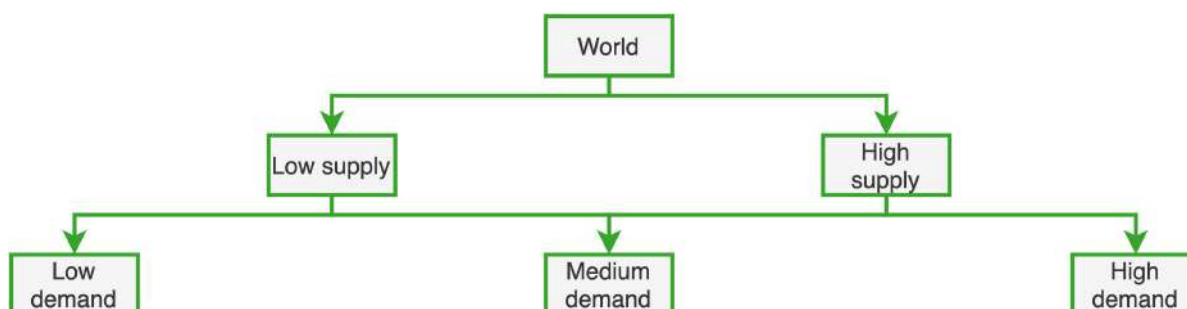 World
Low supply
High
supply
Low
demand
Medium
demand
High
demand